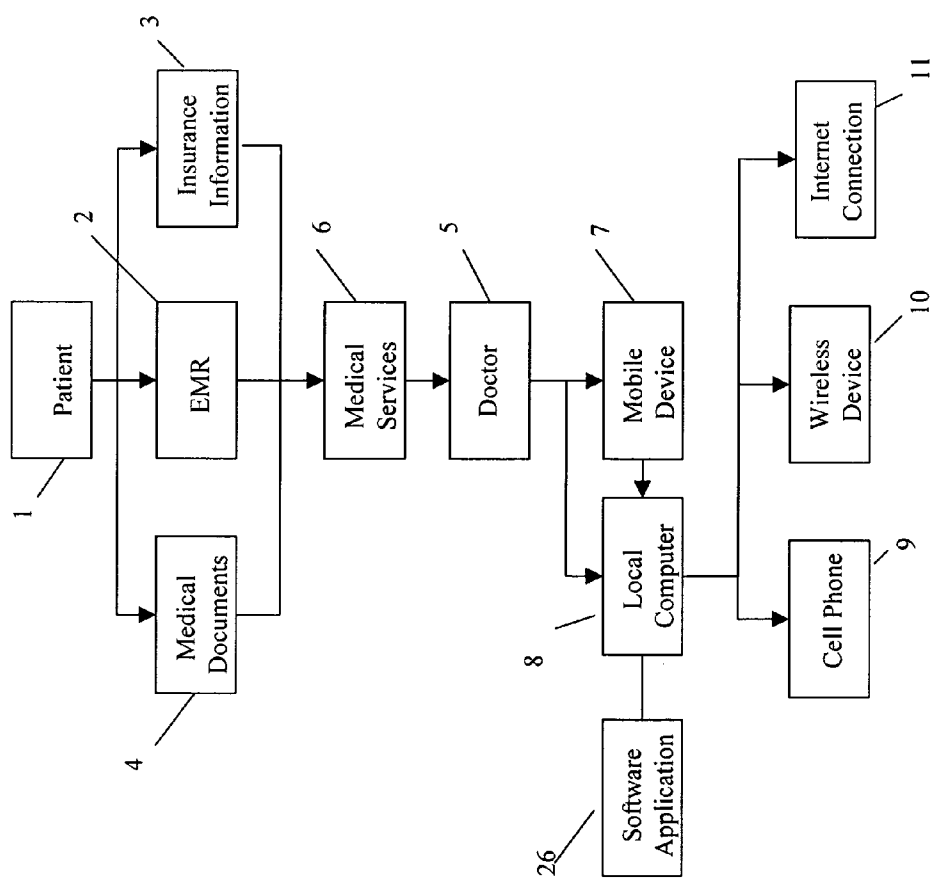 Patient
1
EMR
2
Insurance
Information
3
Medical
Documents
4
Medical
Services
6
Doctor
5
Mobile
Device
7
Local
Computer
8
Software
Application
26
Cell Phone
9
Wireless
Device
10
Internet
Connection
11